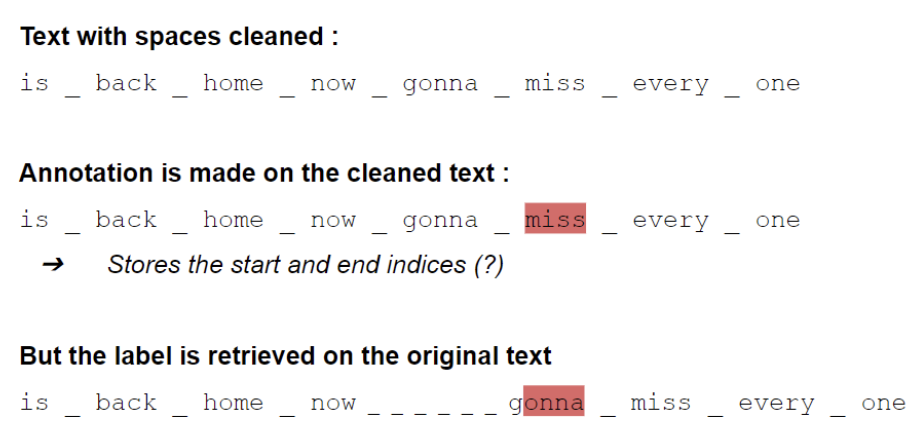 Text with spaces cleaned :
is _ back _ home _ now _ gonna _ miss _ every _ one
Annotation is made on the cleaned text :
is _ back _ home _ now _ gonna _ miss _ every _ one
➔ Stores the start and end indices (?)
But the label is retrieved on the original text
is _ back _ home _ now _ _ _ _ _ _ gonna _ miss _ every _ one